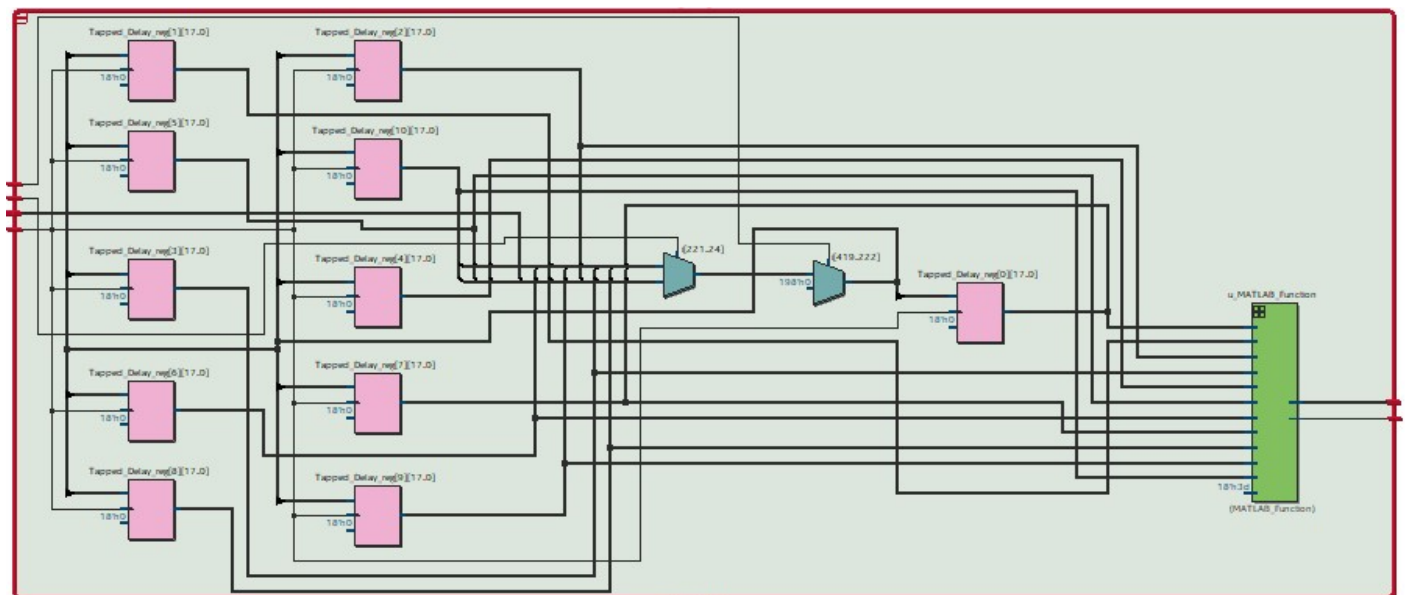 Tapped_Delay_reg[1][17.0]
18'h0
Tapped_Delay_reg[2][17.0]
18'h0
Tapped_Delay_reg[5][17.0]
18'h0
Tapped_Delay_reg[10][17.0]
18'h0
Tapped_Delay_reg[3][17.0]
18'h0
Tapped_Delay_reg[4][17.0]
18'h0
i(221.24)
i(419.222)
198'h0
Tapped_Delay_reg[0][17.0]
18'h0
u_MATLAB_Function
Tapped_Delay_reg[6][17.0]
18'h0
Tapped_Delay_reg[7][17.0]
18'h0
Tapped_Delay_reg[8][17.0]
18'h0
Tapped_Delay_reg[9][17.0]
18'h0
18'h3d
(MATLAB_Function)